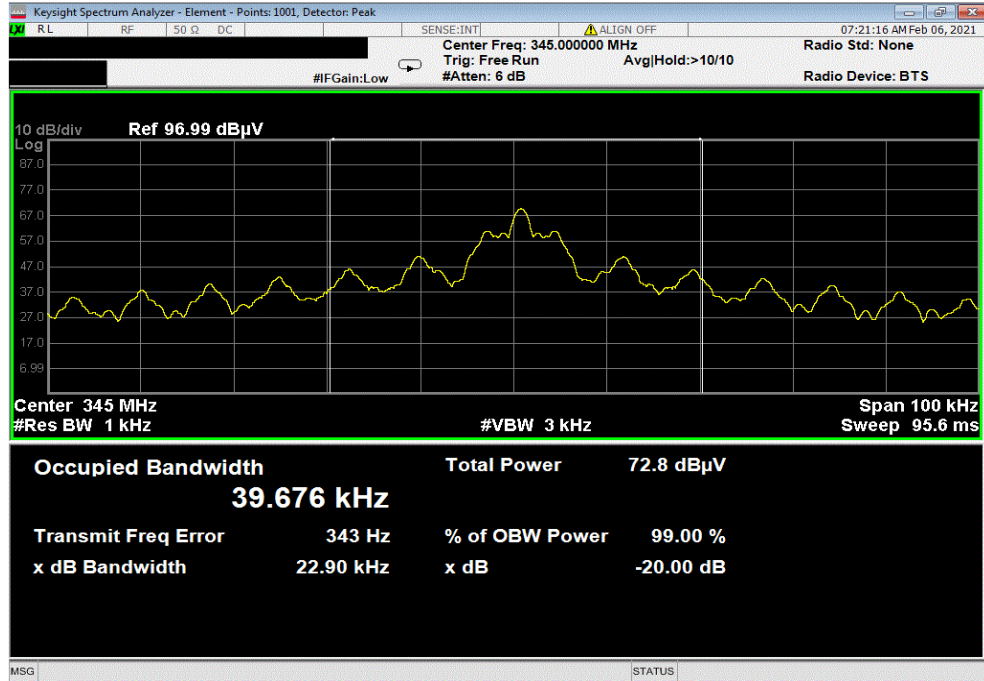 Keysight Spectrum Analyzer - Element - Points: 1001, Detector: Peak
LXI RL RF 50 Ω DC SENSE:INT ALIGN OFF 07:21:16 AM Feb 06, 2021
Center Freq: 345.000000 MHz Radio Std: None
Trig: Free Run Avg|Hold:>10/10
#IFGain:Low #Atten: 6 dB Radio Device: BTS
10 dB/div Ref 96.99 dBµV
Log
87.0
77.0
67.0
57.0
47.0
37.0
27.0
17.0
6.99
Center 345 MHz Span 100 kHz
#Res BW 1 kHz #VBW 3 kHz Sweep 95.6 ms
Occupied Bandwidth Total Power 72.8 dBµV
39.676 kHz
Transmit Freq Error 343 Hz % of OBW Power 99.00 %
x dB Bandwidth 22.90 kHz x dB -20.00 dB
MSG STATUS